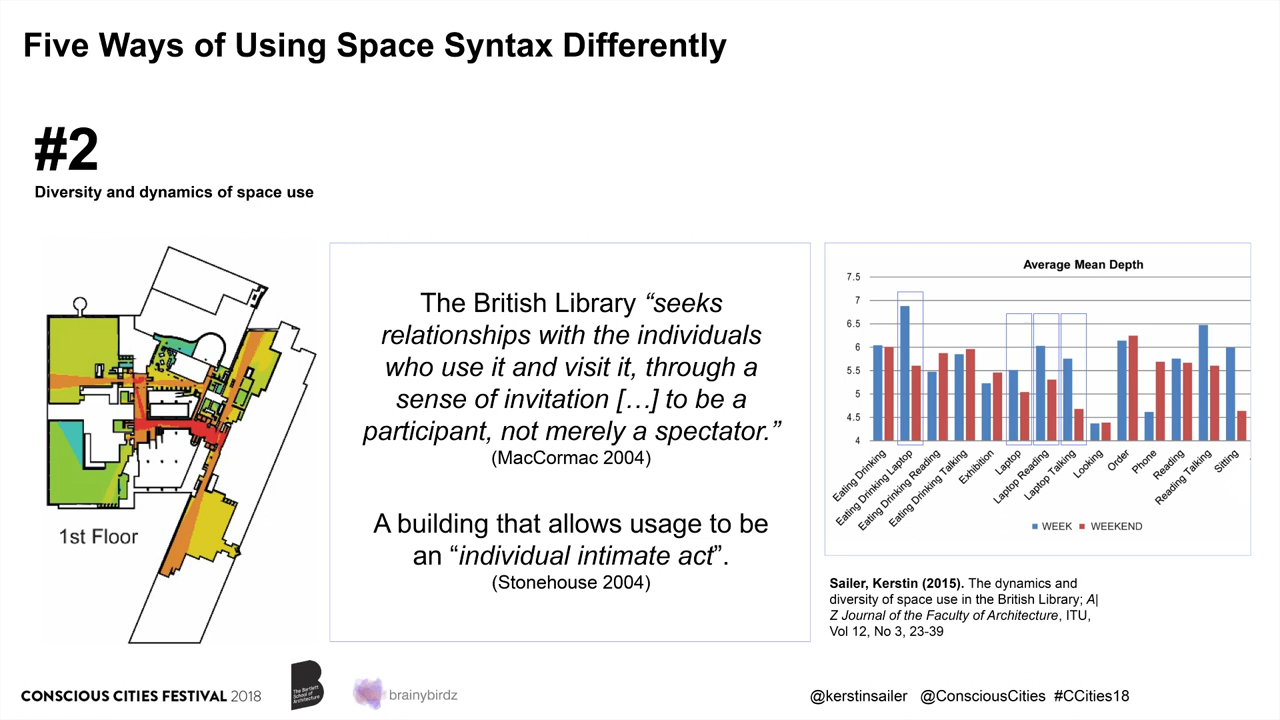 Five Ways of Using Space Syntax Differently
#2
Diversity and dynamics of space use
1st Floor
The British Library “seeks
relationships with the individuals
who use it and visit it, through a
sense of invitation […] to be a
participant, not merely a spectator.”
(MacCormac 2004)
A building that allows usage to be
an “individual intimate act”.
(Stonehouse 2004)
Average Mean Depth
7.5
7
6.5
6
5.5
5
4.5
4
Eating Drinking
Eating Drinking Laptop
Eating Drinking Reading
Eating Drinking Talking
Exhibition
Laptop
Laptop Reading
Laptop Talking
Looking
Order
Phone
Reading
Reading Talking
Sitting
WEEK WEEKEND
Sailer, Kerstin (2015). The dynamics and
diversity of space use in the British Library; A|
Z Journal of the Faculty of Architecture, ITU,
Vol 12, No 3, 23-39
CONSCIOUS CITIES FESTIVAL 2018
The Bartlett
School of
Architecture
brainybirdz
@kerstinsailer @ConsciousCities #CCities18